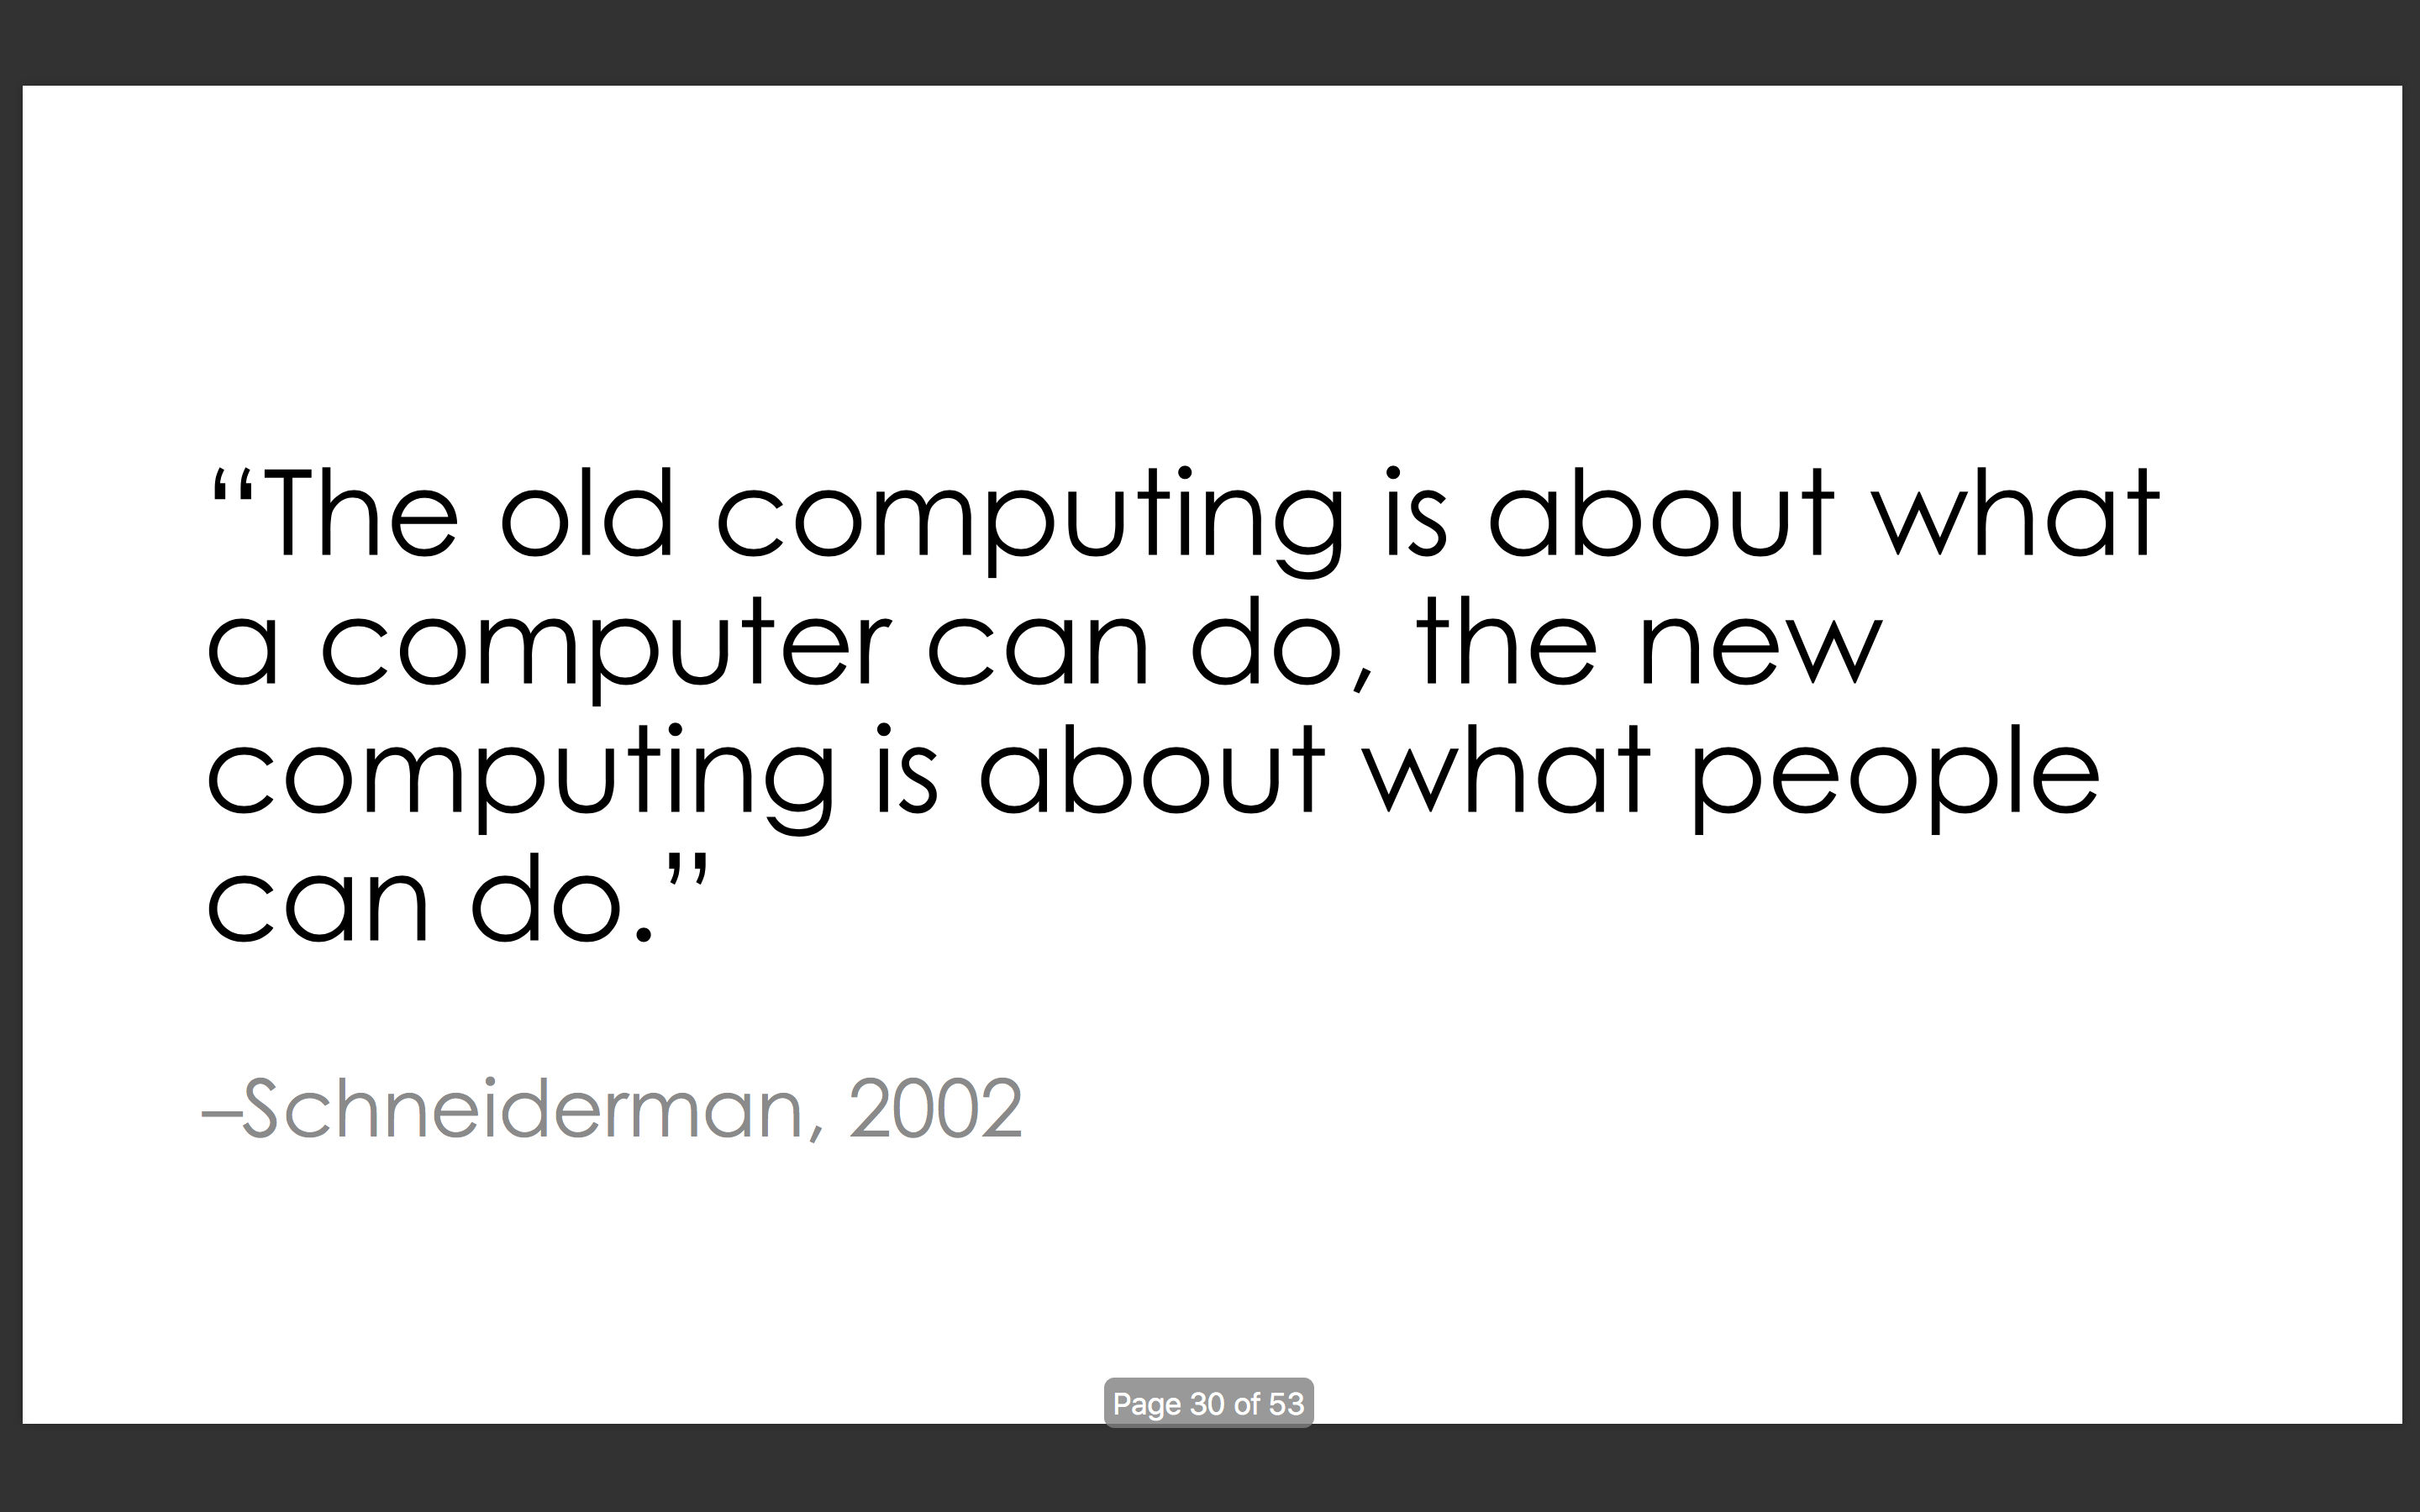 “The old computing is about what
a computer can do, the new
computing is about what people
can do.”
–Schneiderman, 2002
Page 30 of 53